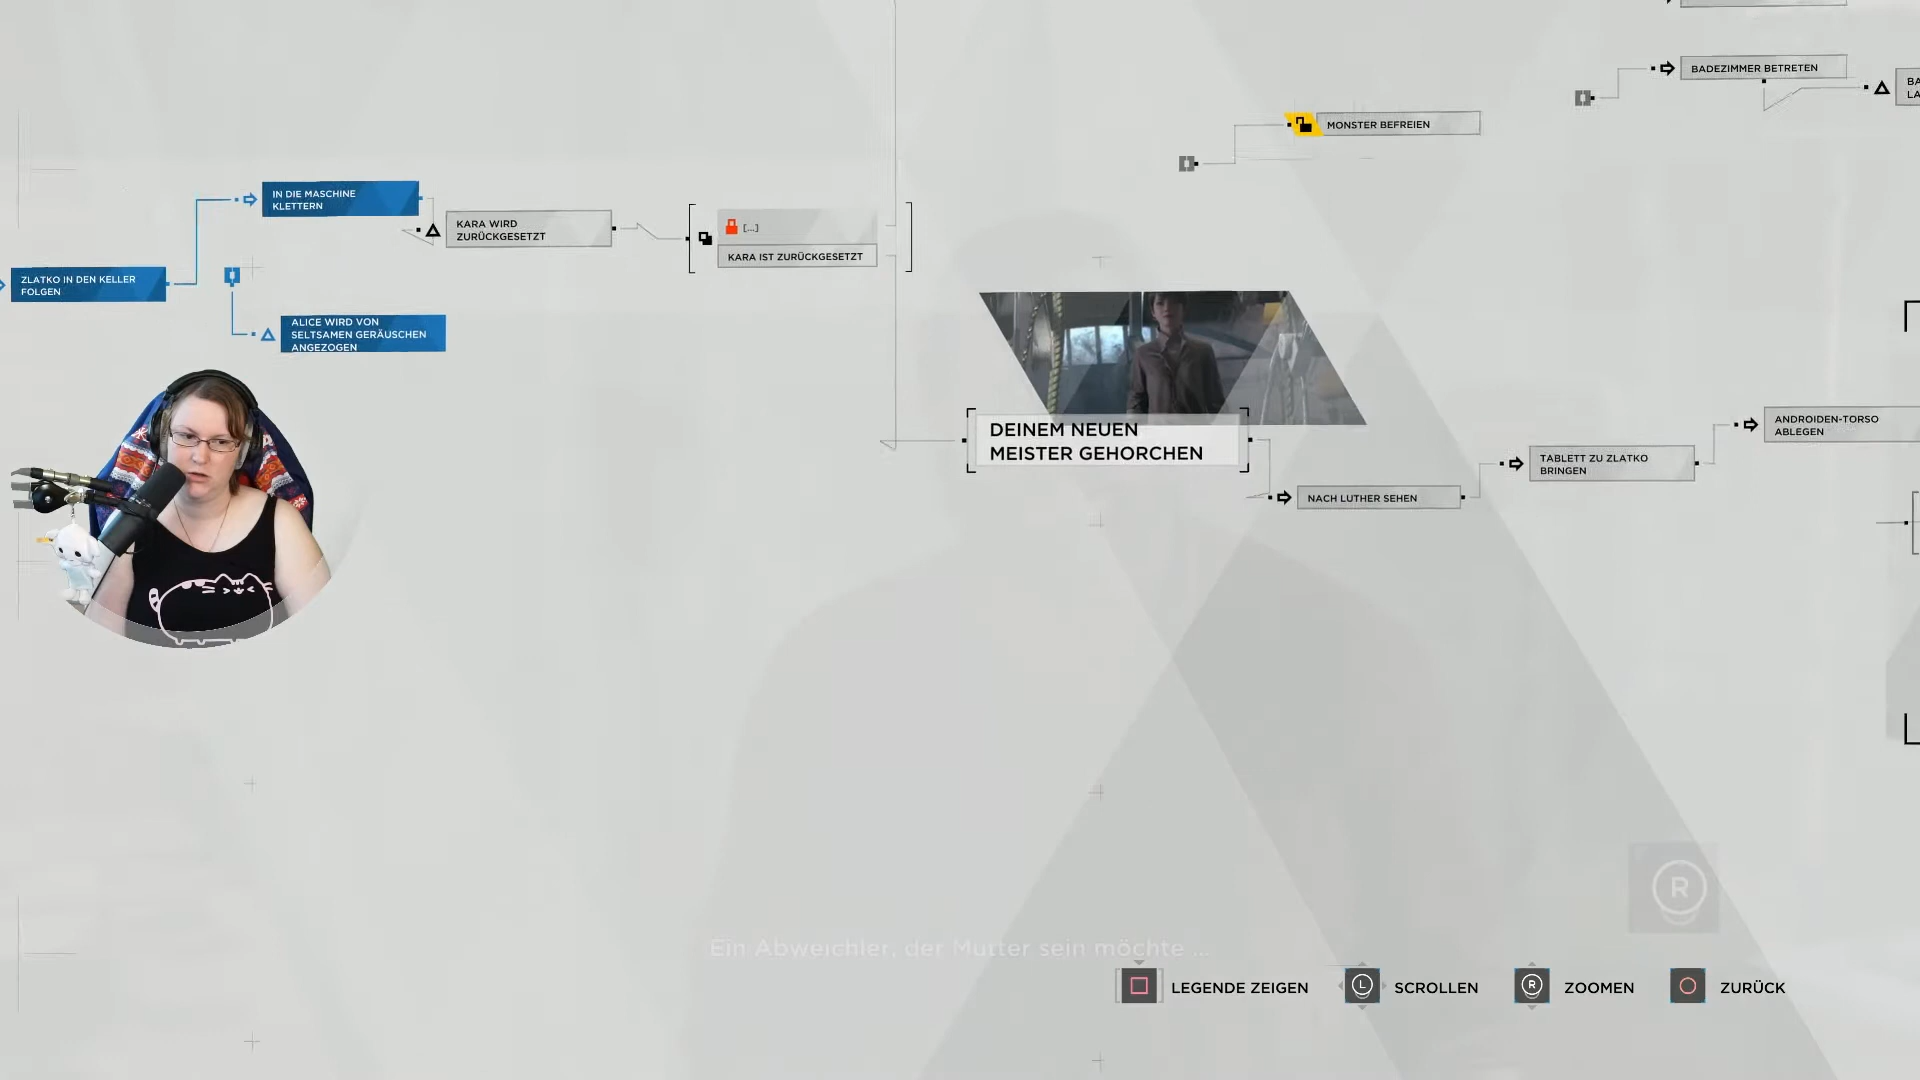 BADEZIMMER BETRETEN
BA
LA
MONSTER BEFREIEN
IN DIE MASCHINE
KLETTERN
KARA WIRD
ZURÜCKGESETZT
[...]
KARA IST ZURÜCKGESETZT
ZLATKO IN DEN KELLER
FOLGEN
ALICE WIRD VON
SELTSAMEN GERÄUSCHEN
ANGEZOGEN
DEINEM NEUEN
MEISTER GEHORCHEN
NACH LUTHER SEHEN
TABLETT ZU ZLATKO
BRINGEN
ANDROIDEN-TORSO
ABLEGEN
R
Ein Abweichler, der Mutter sein möchte ...
LEGENDE ZEIGEN
L
SCROLLEN
R
ZOOMEN
ZURÜCK